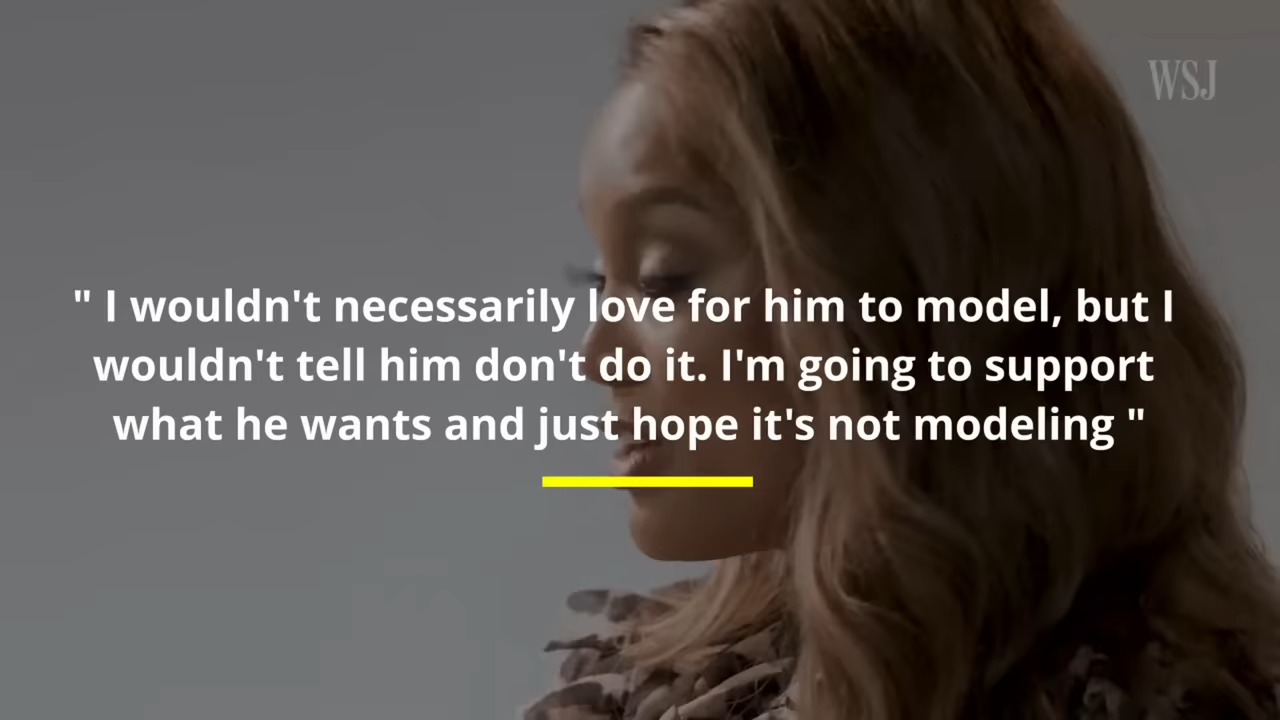 WSJ
" I wouldn't necessarily love for him to model, but I
wouldn't tell him don't do it. I'm going to support
what he wants and just hope it's not modeling "